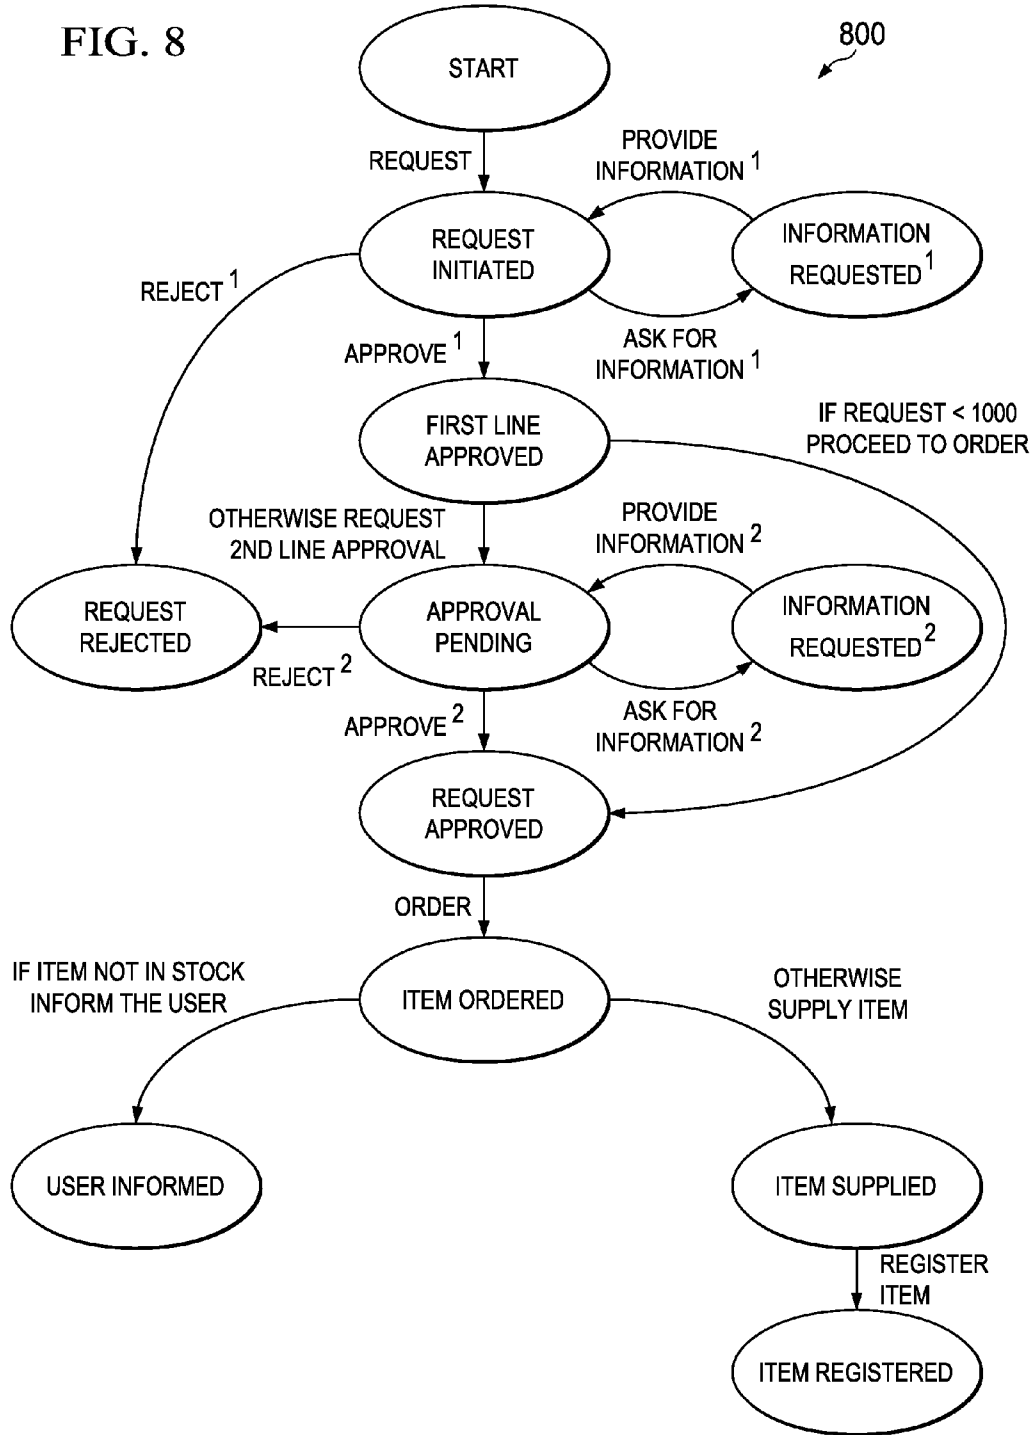 FIG. 8
800
START
REQUEST
PROVIDE
INFORMATION 1
REQUEST
INITIATED
INFORMATION
REQUESTED 1
REJECT 1
APPROVE 1
ASK FOR
INFORMATION 1
FIRST LINE
APPROVED
IF REQUEST < 1000
PROCEED TO ORDER
OTHERWISE REQUEST
2ND LINE APPROVAL
PROVIDE
INFORMATION 2
REQUEST
REJECTED
APPROVAL
PENDING
INFORMATION
REQUESTED 2
REJECT 2
APPROVE 2
ASK FOR
INFORMATION 2
REQUEST
APPROVED
ORDER
IF ITEM NOT IN STOCK
INFORM THE USER
ITEM ORDERED
OTHERWISE
SUPPLY ITEM
USER INFORMED
ITEM SUPPLIED
REGISTER
ITEM
ITEM REGISTERED